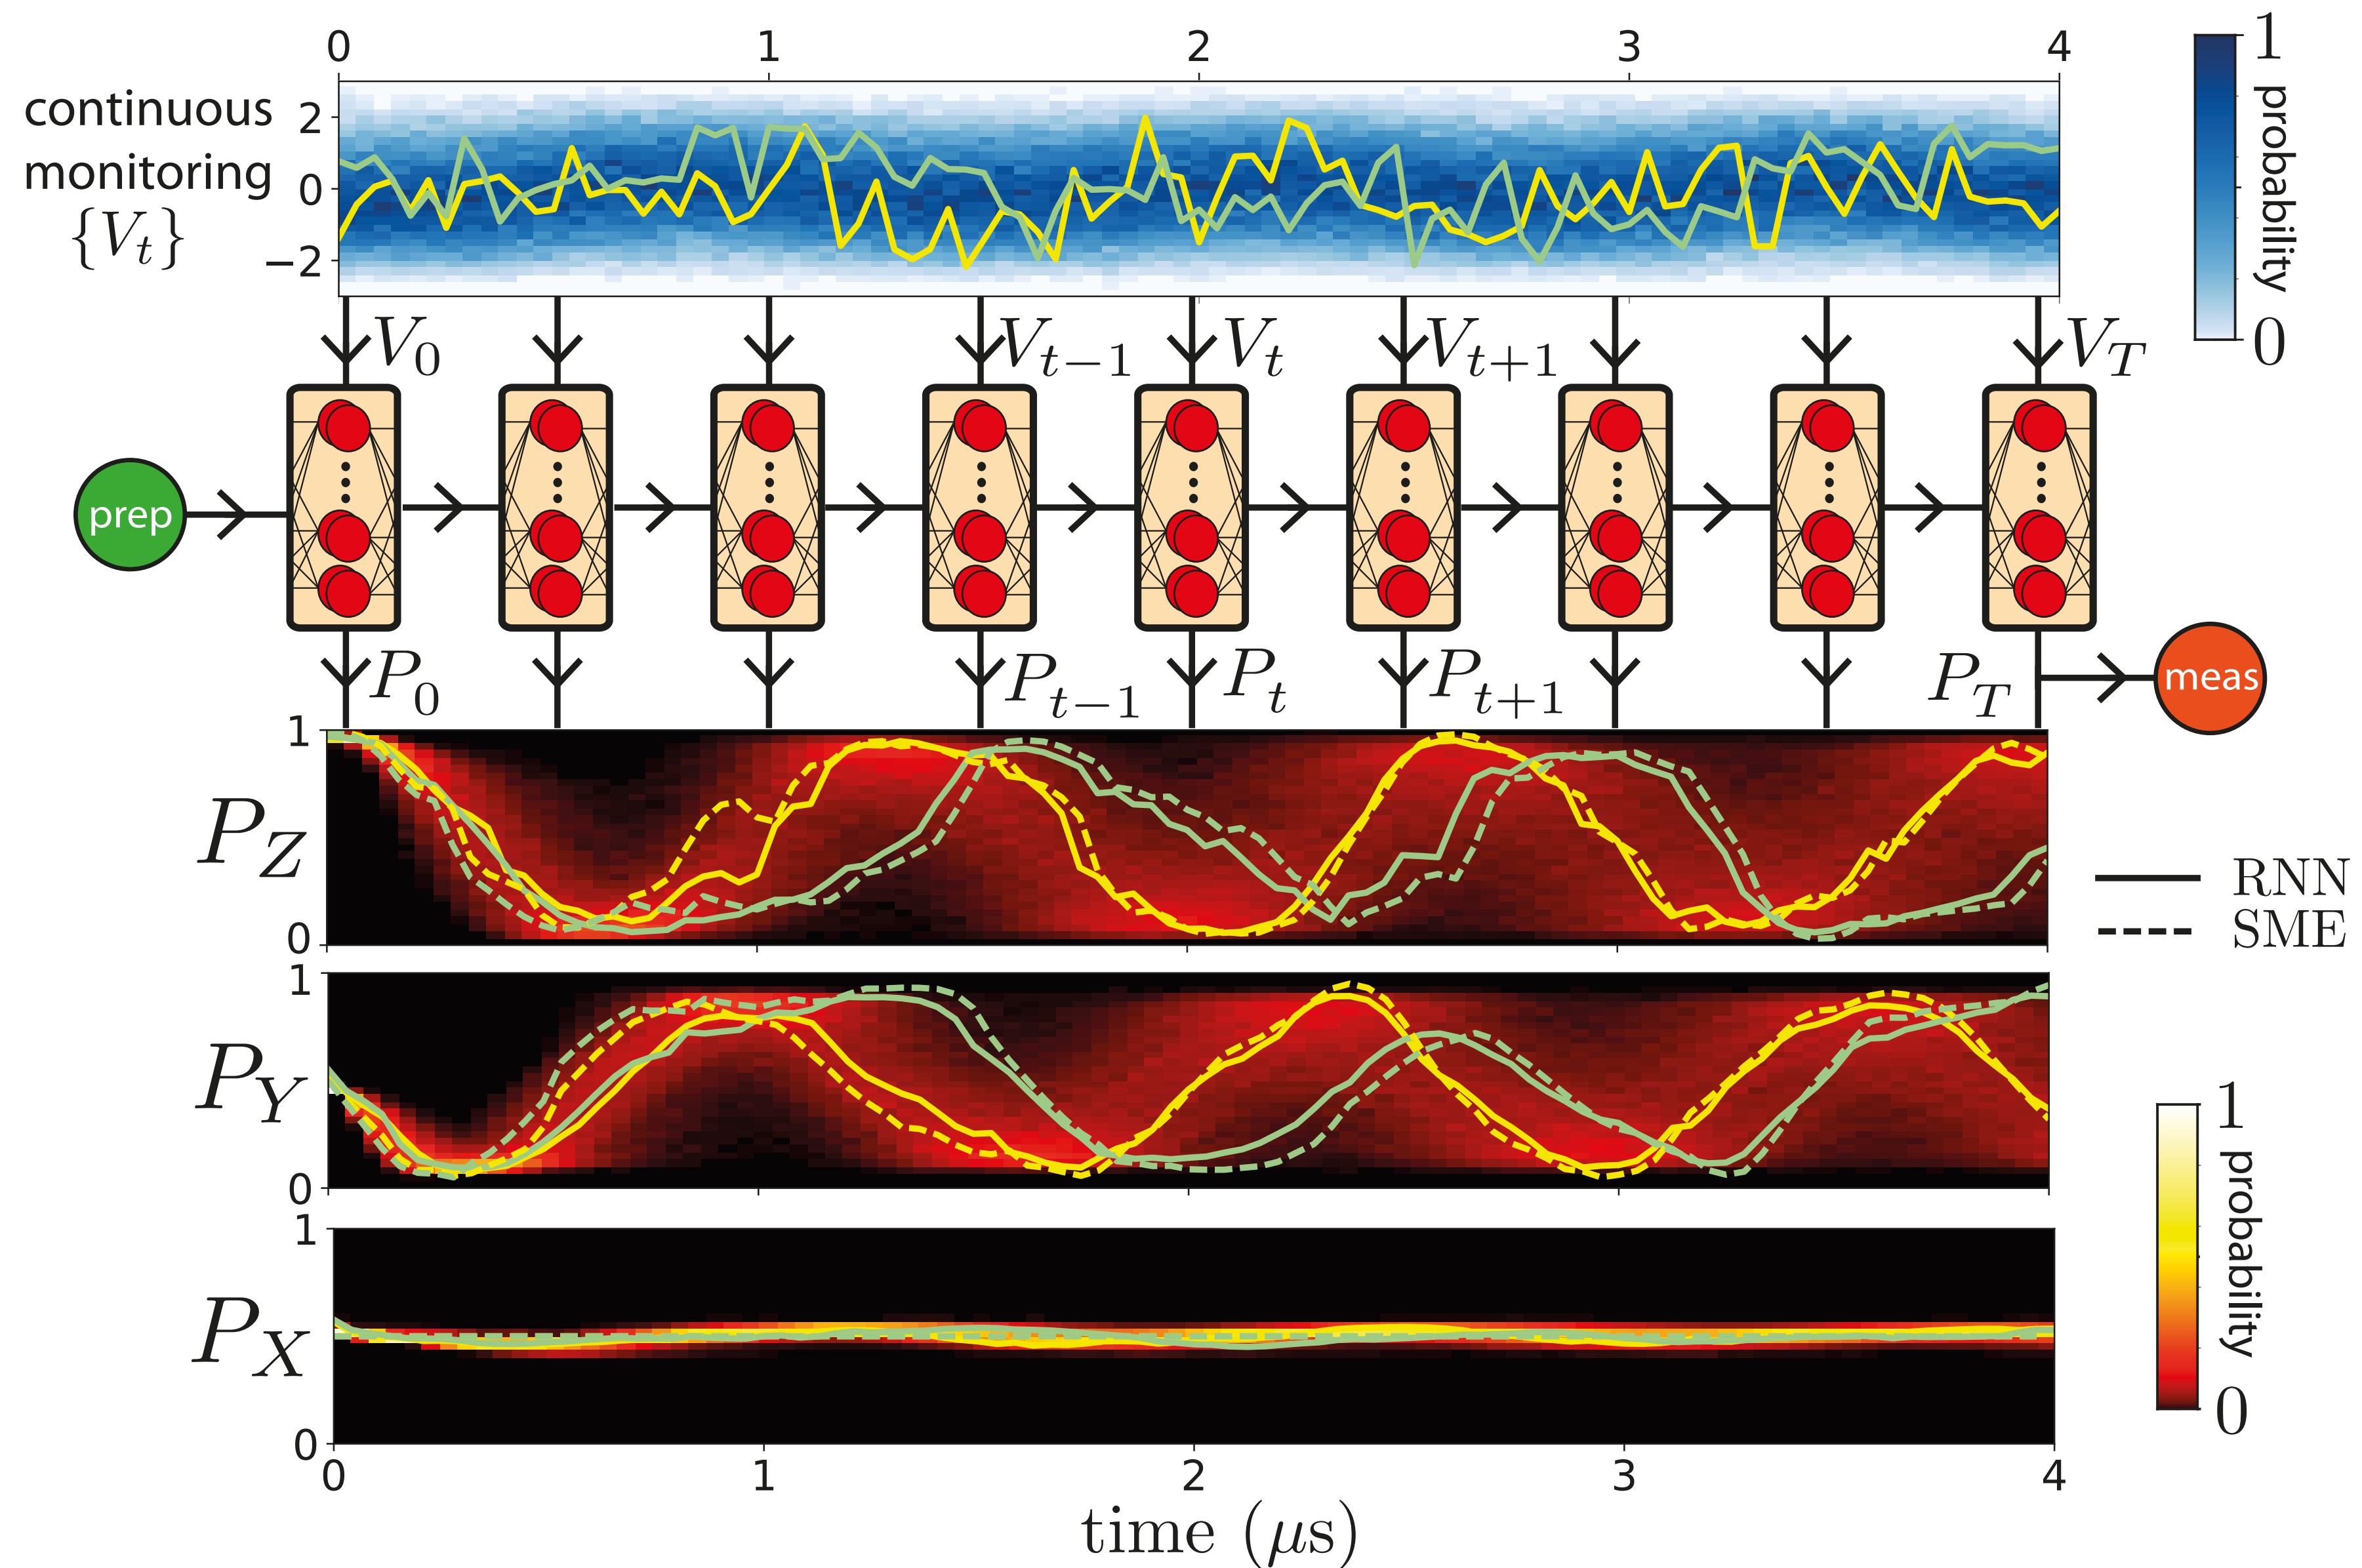 0 1 2 3 4
continuous
monitoring
{V_t}
2
0
−2
1
probability
0
V_0 V_{t−1} V_t V_{t+1} V_T
prep
P_0 P_{t−1} P_t P_{t+1} P_T
meas
1
P_Z
0
RNN
SME
1
P_Y
0
1
probability
0
1
P_X
0
0 1 2 3 4
time (μs)